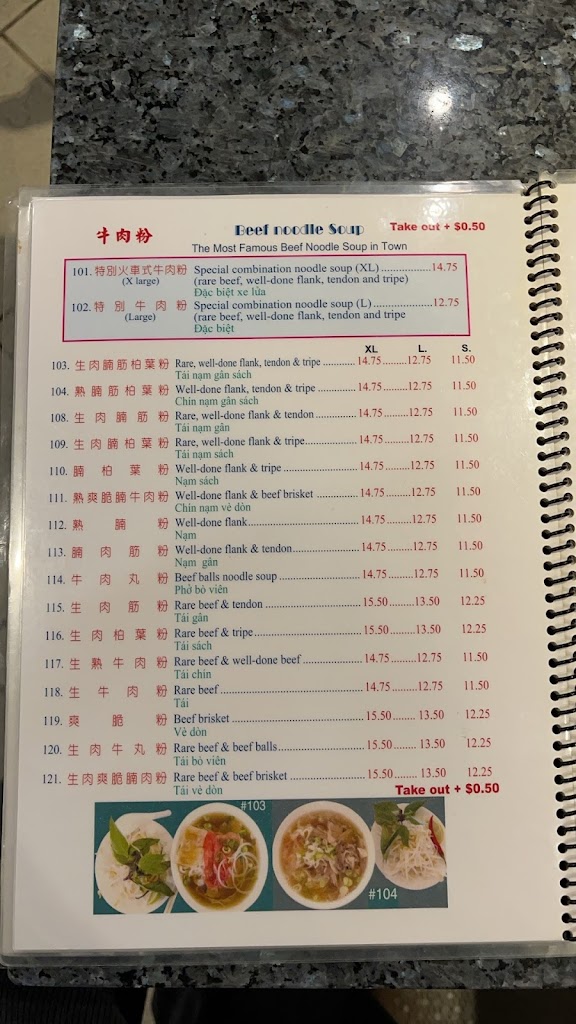 牛肉粉 Beef noodle Soup Take out + $0.50
The Most Famous Beef Noodle Soup in Town
101. 特別火車式牛肉粉 Special combination noodle soup (XL)..................14.75
(X large) (rare beef, well-done flank, tendon and tripe)
Đặc biệt xe lửa
102. 特別牛肉粉 Special combination noodle soup (L)...................12.75
(Large) (rare beef, well-done flank, tendon and tripe
Đặc biệt
XL L. S.
103. 生肉腩筋柏葉粉 Rare, well-done flank, tendon & tripe ............ 14.75.........12.75 11.50
Tái nạm gân sách
104. 熟腩筋柏葉粉 Well-done flank, tendon & tripe ..............14.75.........12.75 11.50
Chín nạm gân sách
108. 生肉腩筋粉 Rare, well-done flank & tendon...............14.75.........12.75 11.50
Tái nạm gân
109. 生肉腩柏葉粉 Rare, well-done flank & tripe..................14.75.........12.75 11.50
Tái nạm sách
110. 腩柏葉粉 Well-done flank & tripe .........................14.75.........12.75 11.50
Nạm sách
111. 熟爽脆腩牛肉粉 Well-done flank & beef brisket ..............14.75.........12.75 11.50
Chín nạm vè dòn
112. 熟腩粉 Well-done flank....................................14.75.........12.75 11.50
Nạm
113. 腩肉筋粉 Well-done flank & tendon......................14.75.........12.75 11.50
Nạm gân
114. 牛肉丸粉 Beef balls noodle soup ..........................14.75.........12.75 11.50
Phở bò viên
115. 生肉筋粉 Rare beef & tendon ..............................15.50.........13.50 12.25
Tái gân
116. 生肉柏葉粉 Rare beef & tripe.................................15.50.........13.50 12.25
Tái sách
117. 生熟牛肉粉 Rare beef & well-done beef ..................14.75.........12.75 11.50
Tái chín
118. 生牛肉粉 Rare beef ............................................14.75.........12.75 11.50
Tái
119. 爽脆粉 Beef brisket..........................................15.50........ 13.50 12.25
Vè dòn
120. 生肉牛丸粉 Rare beef & beef balls..........................15.50........ 13.50 12.25
Tái bò viên
121. 生肉爽脆腩肉粉 Rare beef & beef brisket .......................15.50........ 13.50 12.25
Tái vè dòn Take out + $0.50
#103
#104